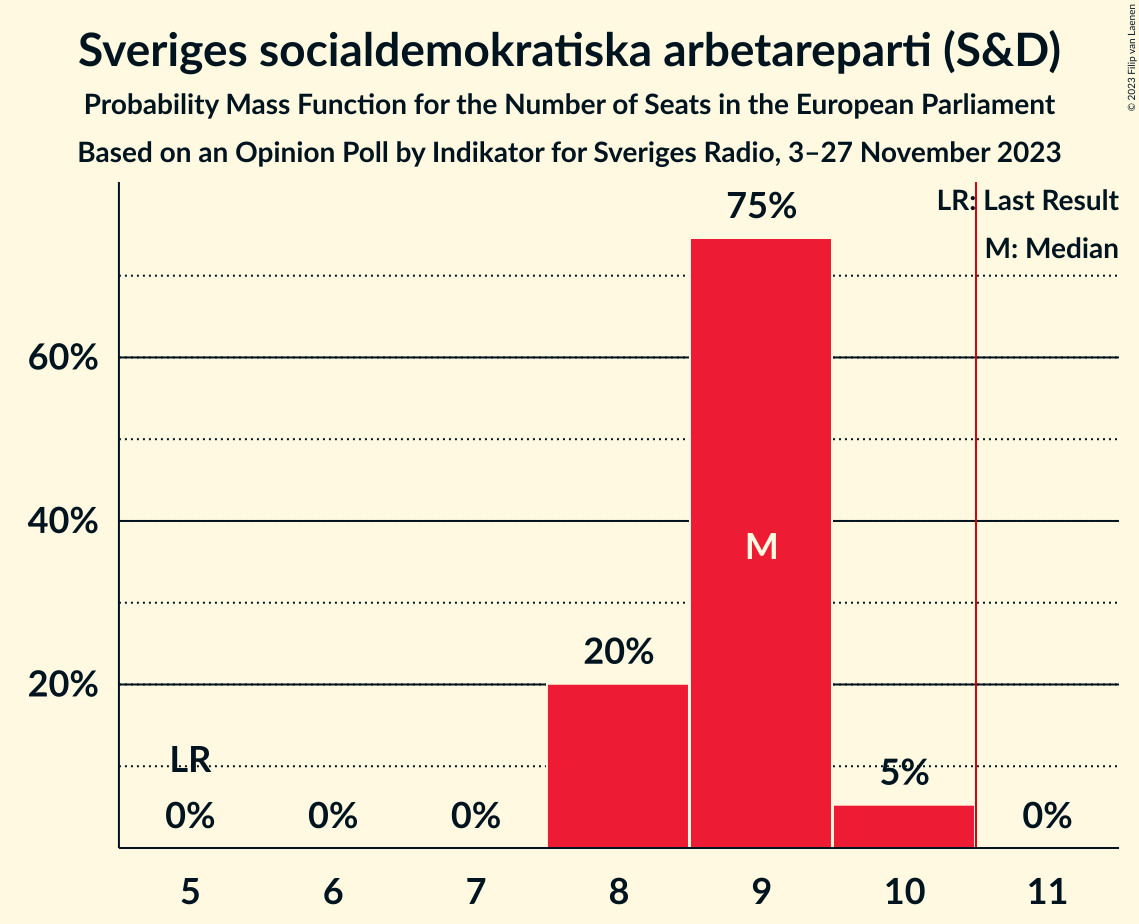 Sveriges socialdemokratiska arbetareparti (S&D)
Probability Mass Function for the Number of Seats in the European Parliament
Based on an Opinion Poll by Indikator for Sveriges Radio, 3–27 November 2023
© 2023 Filip van Laenen
LR: Last Result
M: Median
75%
60%
40%
M
20%
20%
LR
5%
0%
0%
0%
0%
5
6
7
8
9
10
11